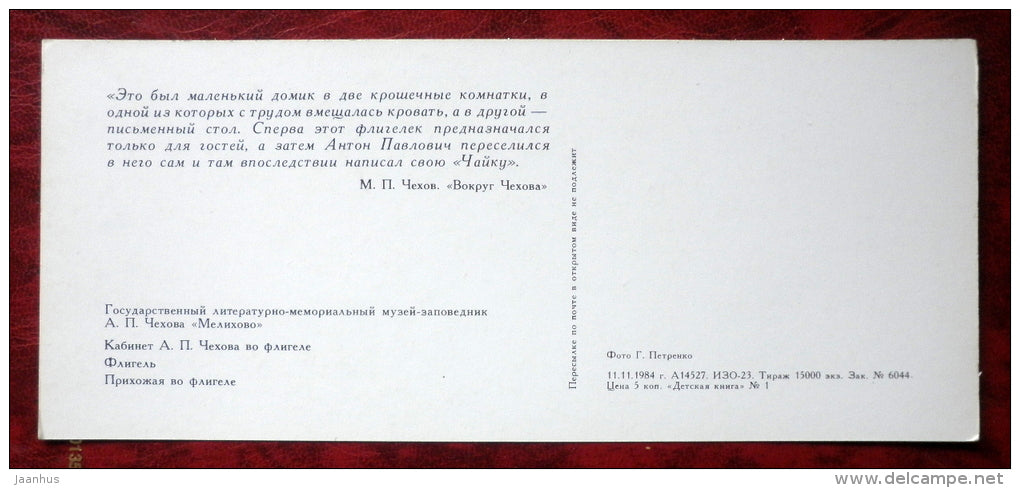 «Это был маленький домик в две крошечные комнатки, в
одной из которых с трудом вмещалась кровать, а в другой —
письменный стол. Сперва этот флигелек предназначался
только для гостей, а затем Антон Павлович переселился
в него сам и там впоследствии написал свою «Чайку».
М. П. Чехов. «Вокруг Чехова»
Государственный литературно-мемориальный музей-заповедник
А. П. Чехова «Мелихово»
Кабинет А. П. Чехова во флигеле
Флигель
Прихожая во флигеле
Пересылке по почте в открытом виде не подлежит
Фото Г. Петренко
11.11.1984 г. А14527. ИЗО-23. Тираж 15000 экз. Зак. № 6044.
Цена 5 коп. «Детская книга» № 1
jaanhus
www.delcampe.net